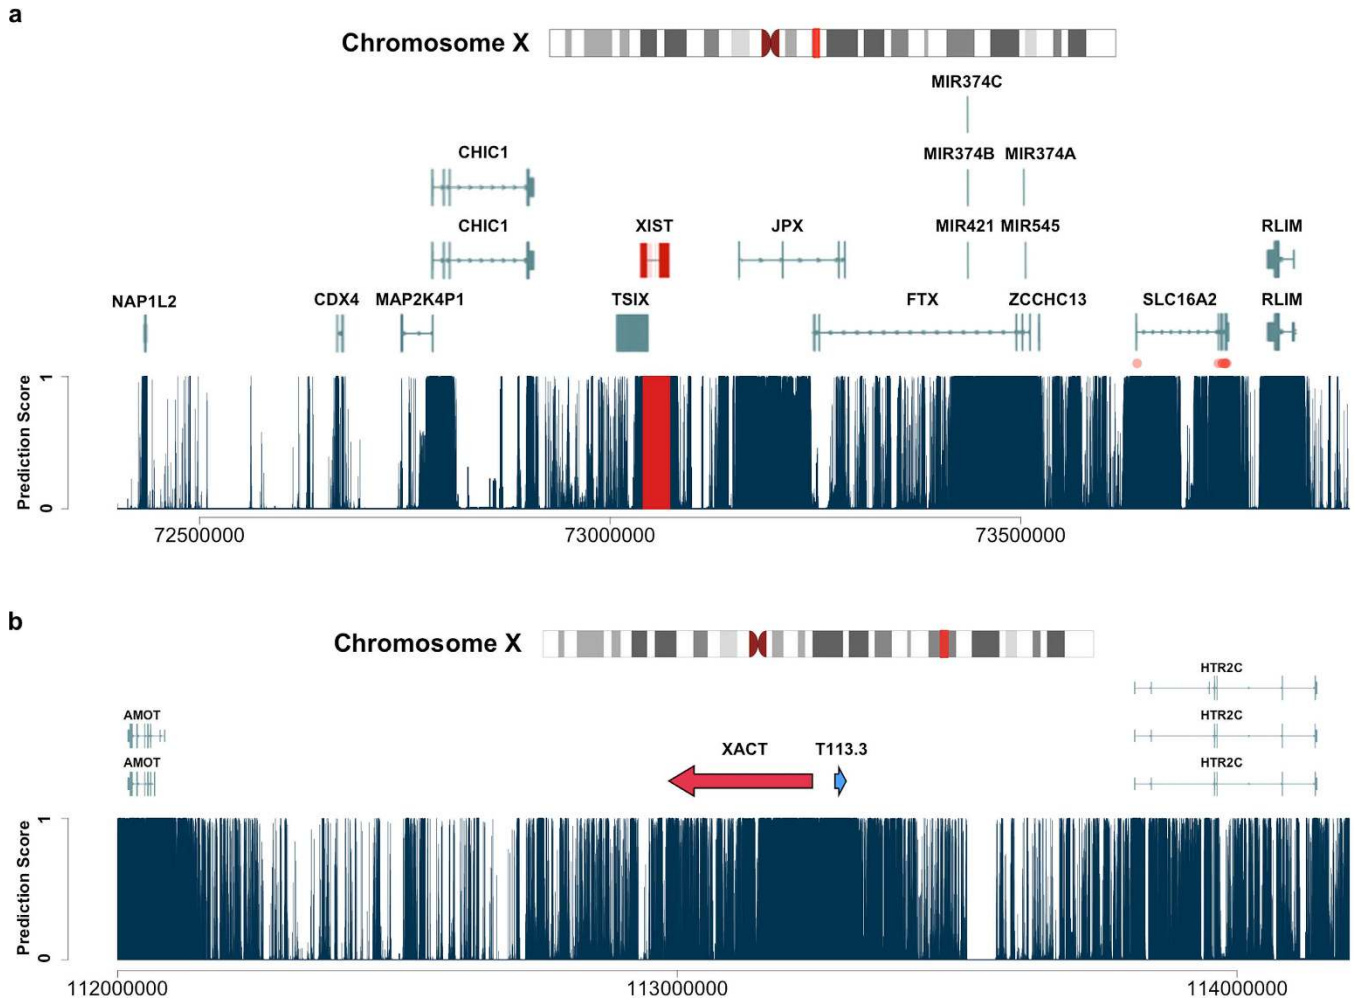 a
Chromosome X
MIR374C
CHIC1
MIR374B MIR374A
CHIC1
XIST
JPX
MIR421 MIR545
RLIM
NAP1L2
CDX4 MAP2K4P1
TSIX
FTX
ZCCHC13
SLC16A2
RLIM
Prediction Score
1
0
72500000
73000000
73500000
b
Chromosome X
HTR2C
AMOT
HTR2C
XACT
T113.3
AMOT
HTR2C
Prediction Score
1
0
112000000
113000000
114000000